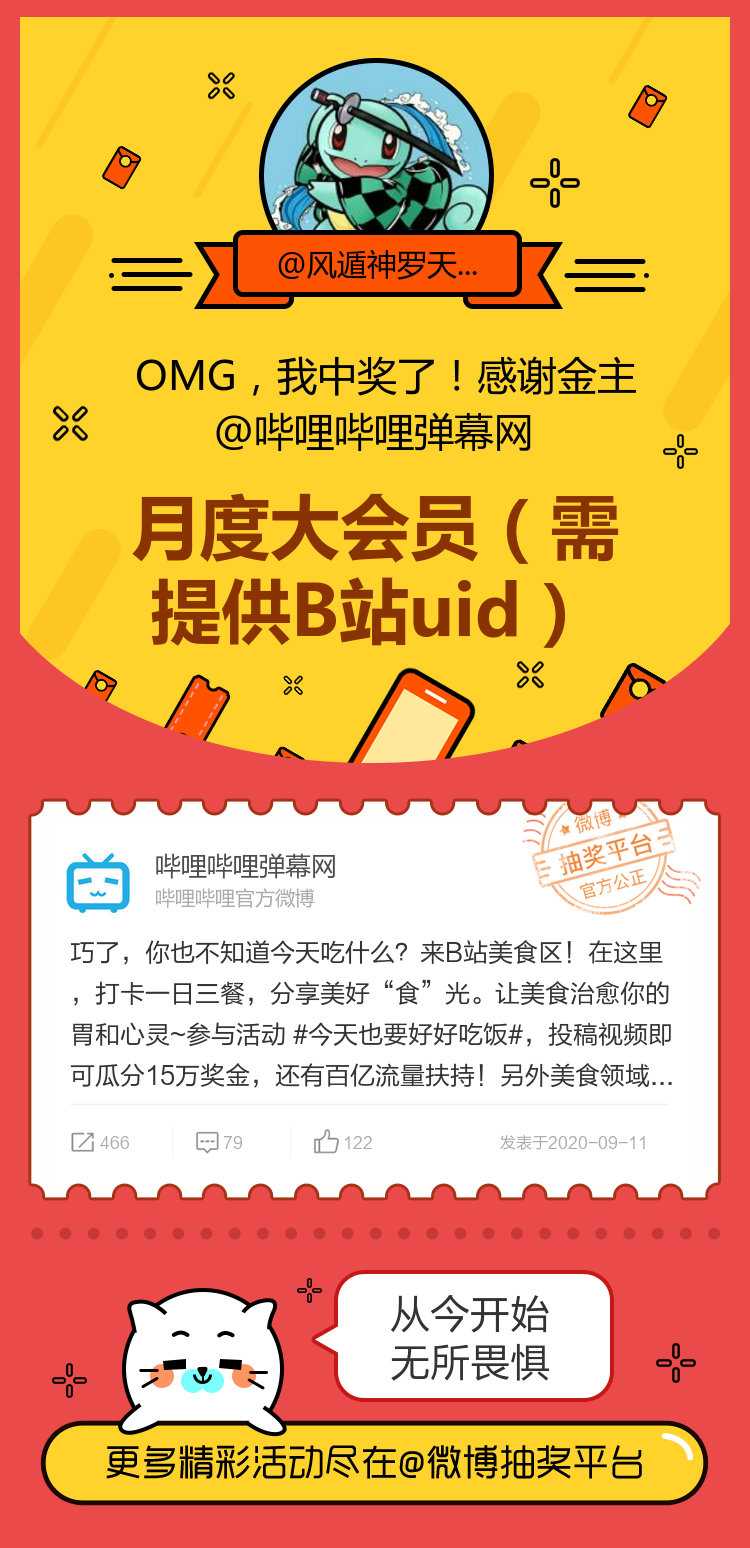 @风遁神罗天...
OMG，我中奖了！感谢金主
@哔哩哔哩弹幕网
月度大会员（需
提供B站uid）
微博
抽奖平台
官方公正
哔哩哔哩弹幕网
哔哩哔哩官方微博
巧了，你也不知道今天吃什么？来B站美食区！在这里
，打卡一日三餐，分享美好“食”光。让美食治愈你的
胃和心灵~参与活动 #今天也要好好吃饭#，投稿视频即
可瓜分15万奖金，还有百亿流量扶持！另外美食领域...
466 79 122 发表于2020-09-11
从今开始
无所畏惧
更多精彩活动尽在@微博抽奖平台